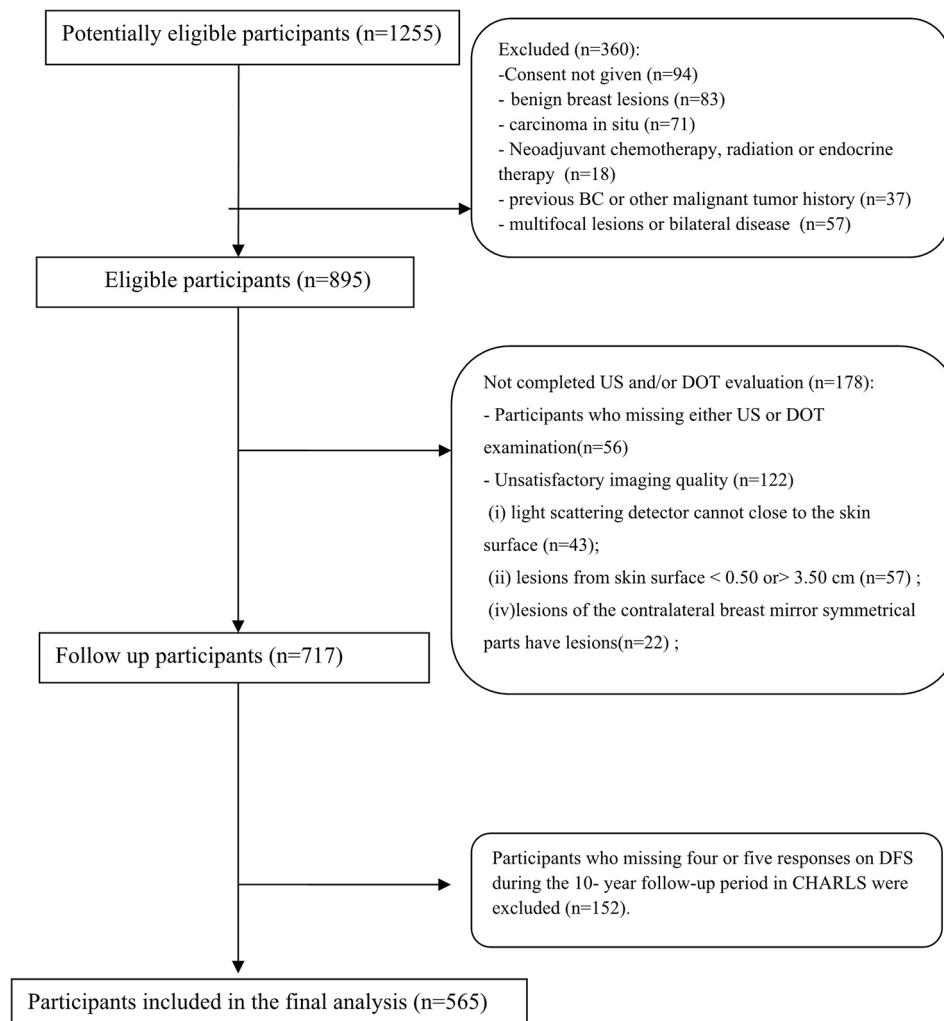 Potentially eligible participants (n=1255)
Excluded (n=360):
-Consent not given (n=94)
- benign breast lesions (n=83)
- carcinoma in situ (n=71)
- Neoadjuvant chemotherapy, radiation or endocrine
therapy (n=18)
- previous BC or other malignant tumor history (n=37)
- multifocal lesions or bilateral disease (n=57)
Eligible participants (n=895)
Not completed US and/or DOT evaluation (n=178):
- Participants who missing either US or DOT
examination(n=56)
- Unsatisfactory imaging quality (n=122)
(i) light scattering detector cannot close to the skin
surface (n=43);
(ii) lesions from skin surface < 0.50 or> 3.50 cm (n=57) ;
(iv)lesions of the contralateral breast mirror symmetrical
parts have lesions(n=22) ;
Follow up participants (n=717)
Participants who missing four or five responses on DFS
during the 10- year follow-up period in CHARLS were
excluded (n=152).
Participants included in the final analysis (n=565)